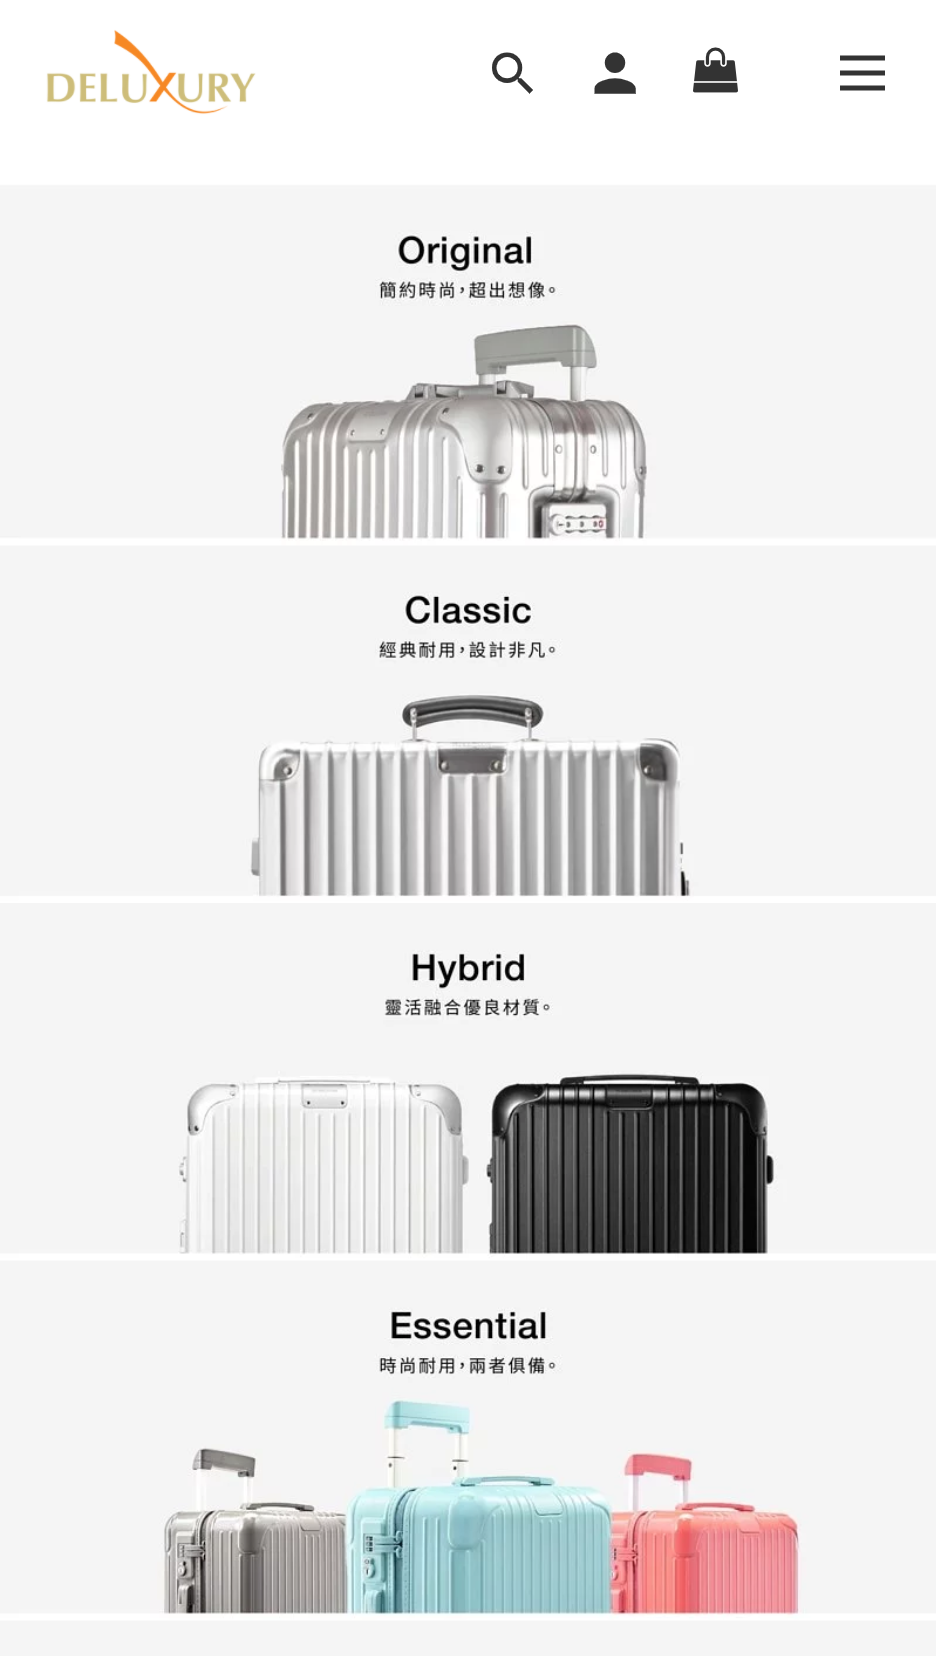 DELUXURY
Original
簡約時尚，超出想像。
Classic
經典耐用，設計非凡。
Hybrid
靈活融合優良材質。
Essential
時尚耐用，兩者俱備。